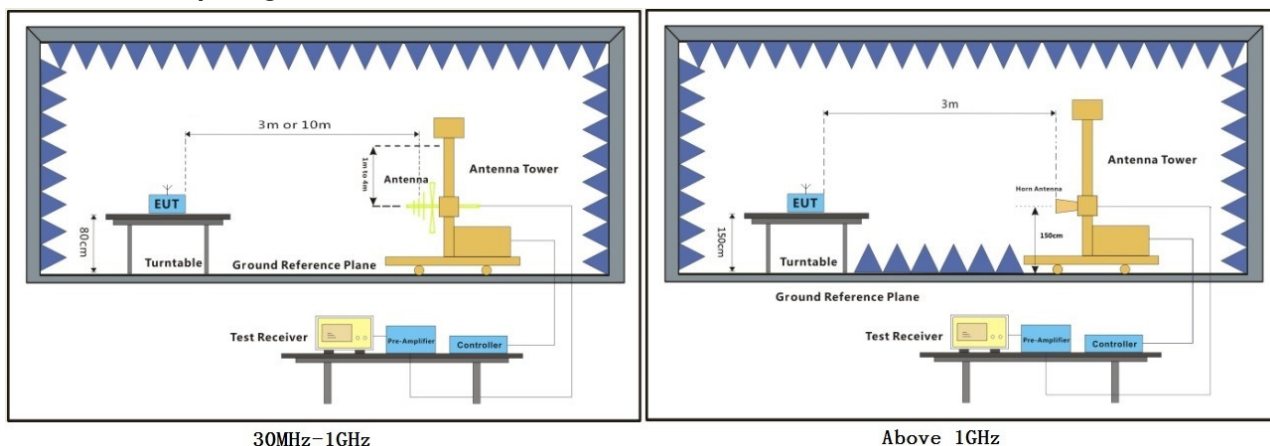 3m or 10m
1m to 4m
Antenna
Antenna Tower
EUT
80cm
Turntable
Ground Reference Plane
Test Receiver
Pre-Amplifier
Controller
30MHz-1GHz
3m
Antenna Tower
Horn Antenna
EUT
150cm
150cm
Turntable
Ground Reference Plane
Test Receiver
Pre-Amplifier
Controller
Above 1GHz